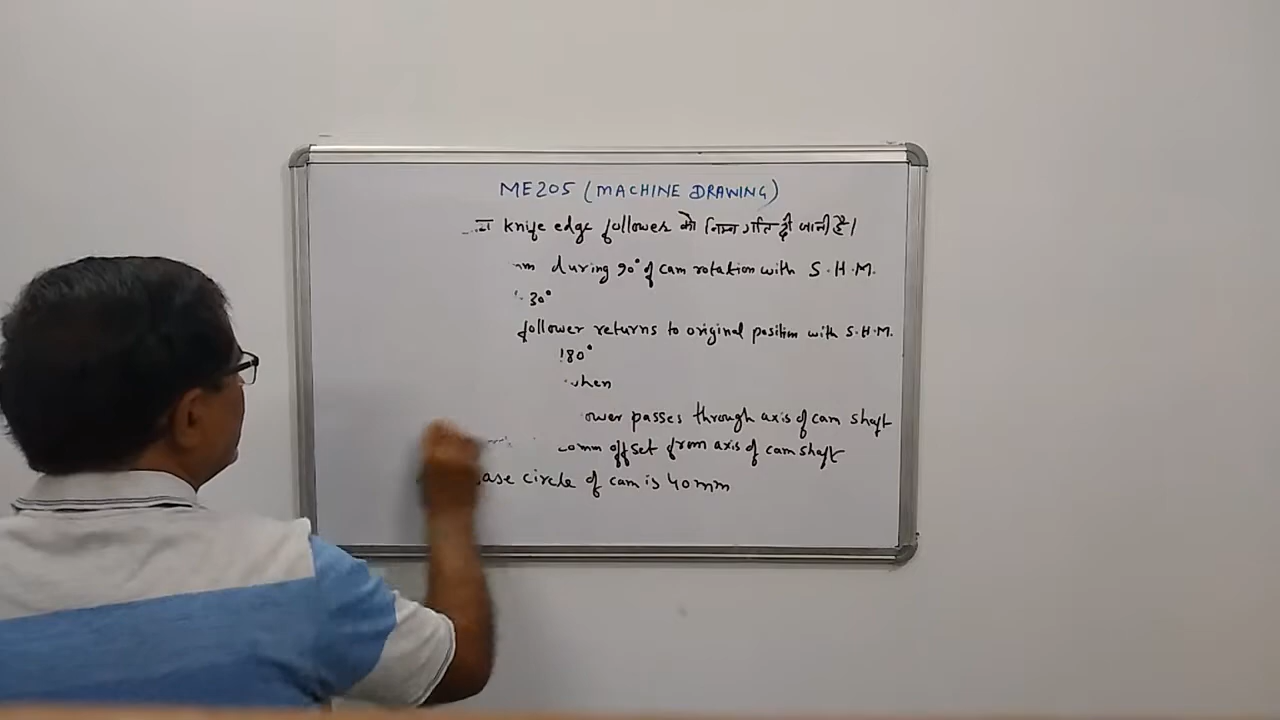 ME205 (MACHINE DRAWING)
knife edge follower को निम्न गति दी जाती है।
during 90° of cam rotation with S.H.M.
30°
follower returns to original position with S.H.M.
180°
when
ower passes through axis of cam shaft
offset from axis of cam shaft
ase circle of cam is 40mm